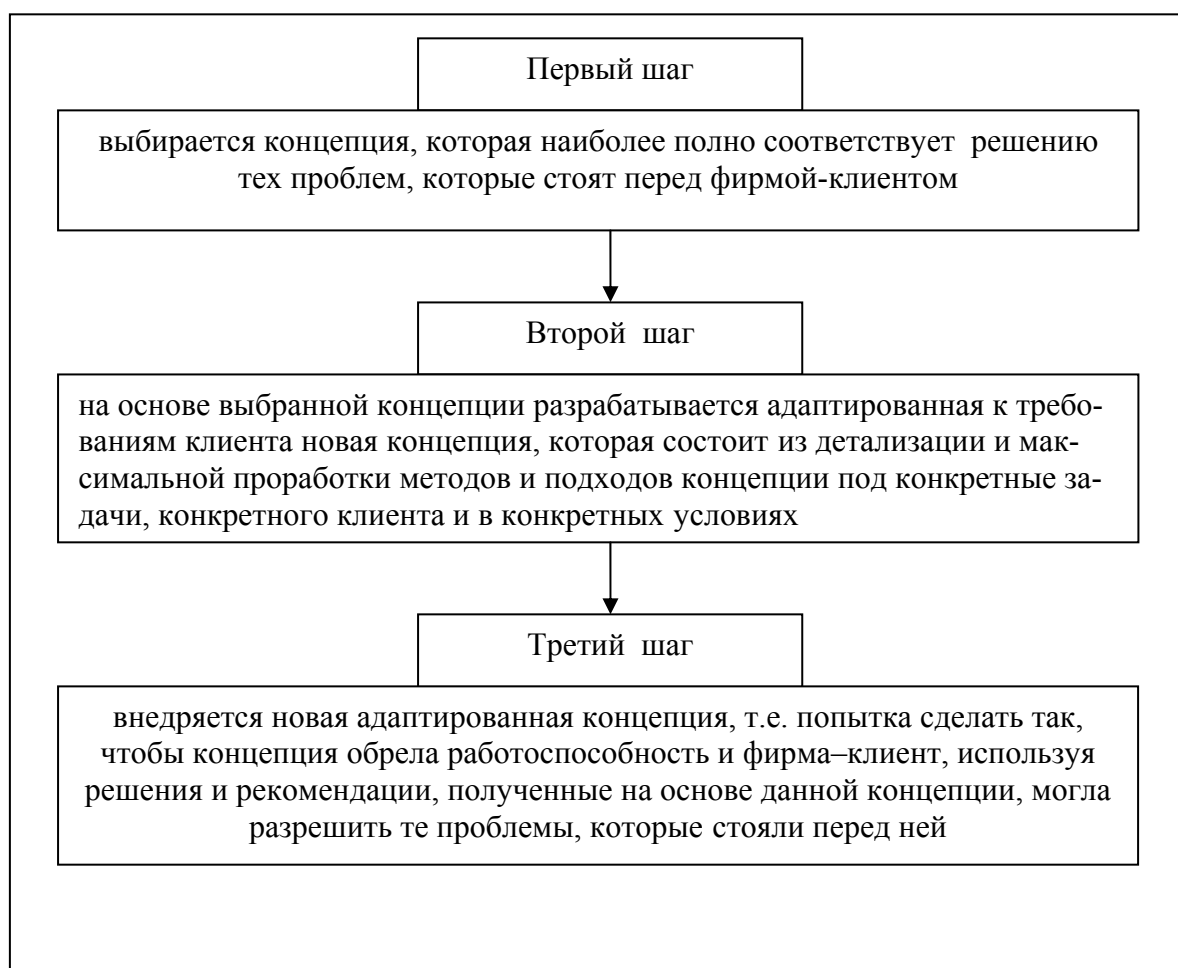 Первый шаг
выбирается концепция, которая наиболее полно соответствует  решению
тех проблем, которые стоят перед фирмой-клиентом
Второй  шаг
на основе выбранной концепции разрабатывается адаптированная к требо-
ваниям клиента новая концепция, которая состоит из детализации и мак-
симальной проработки методов и подходов концепции под конкретные за-
дачи, конкретного клиента и в конкретных условиях
Третий  шаг
внедряется новая адаптированная концепция, т.е. попытка сделать так,
чтобы концепция обрела работоспособность и фирма–клиент, используя
решения и рекомендации, полученные на основе данной концепции, могла
разрешить те проблемы, которые стояли перед ней